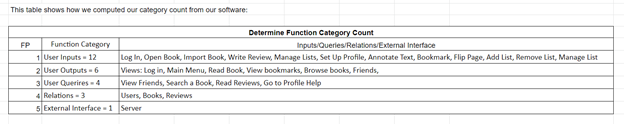 This table shows how we computed our category count from our software:
Determine Function Category Count
FP Function Category Inputs/Queries/Relations/External Interface
1 User Inputs = 12 Log In, Open Book, Import Book, Write Review, Manage Lists, Set Up Profile, Annotate Text, Bookmark, Flip Page, Add List, Remove List, Manage List
2 User Outputs = 6 Views: Log in, Main Menu, Read Book, View bookmarks, Browse books, Friends,
3 User Querires = 4 View Friends, Search a Book, Read Reviews, Go to Profile Help
4 Relations = 3 Users, Books, Reviews
5 External Interface = 1 Server